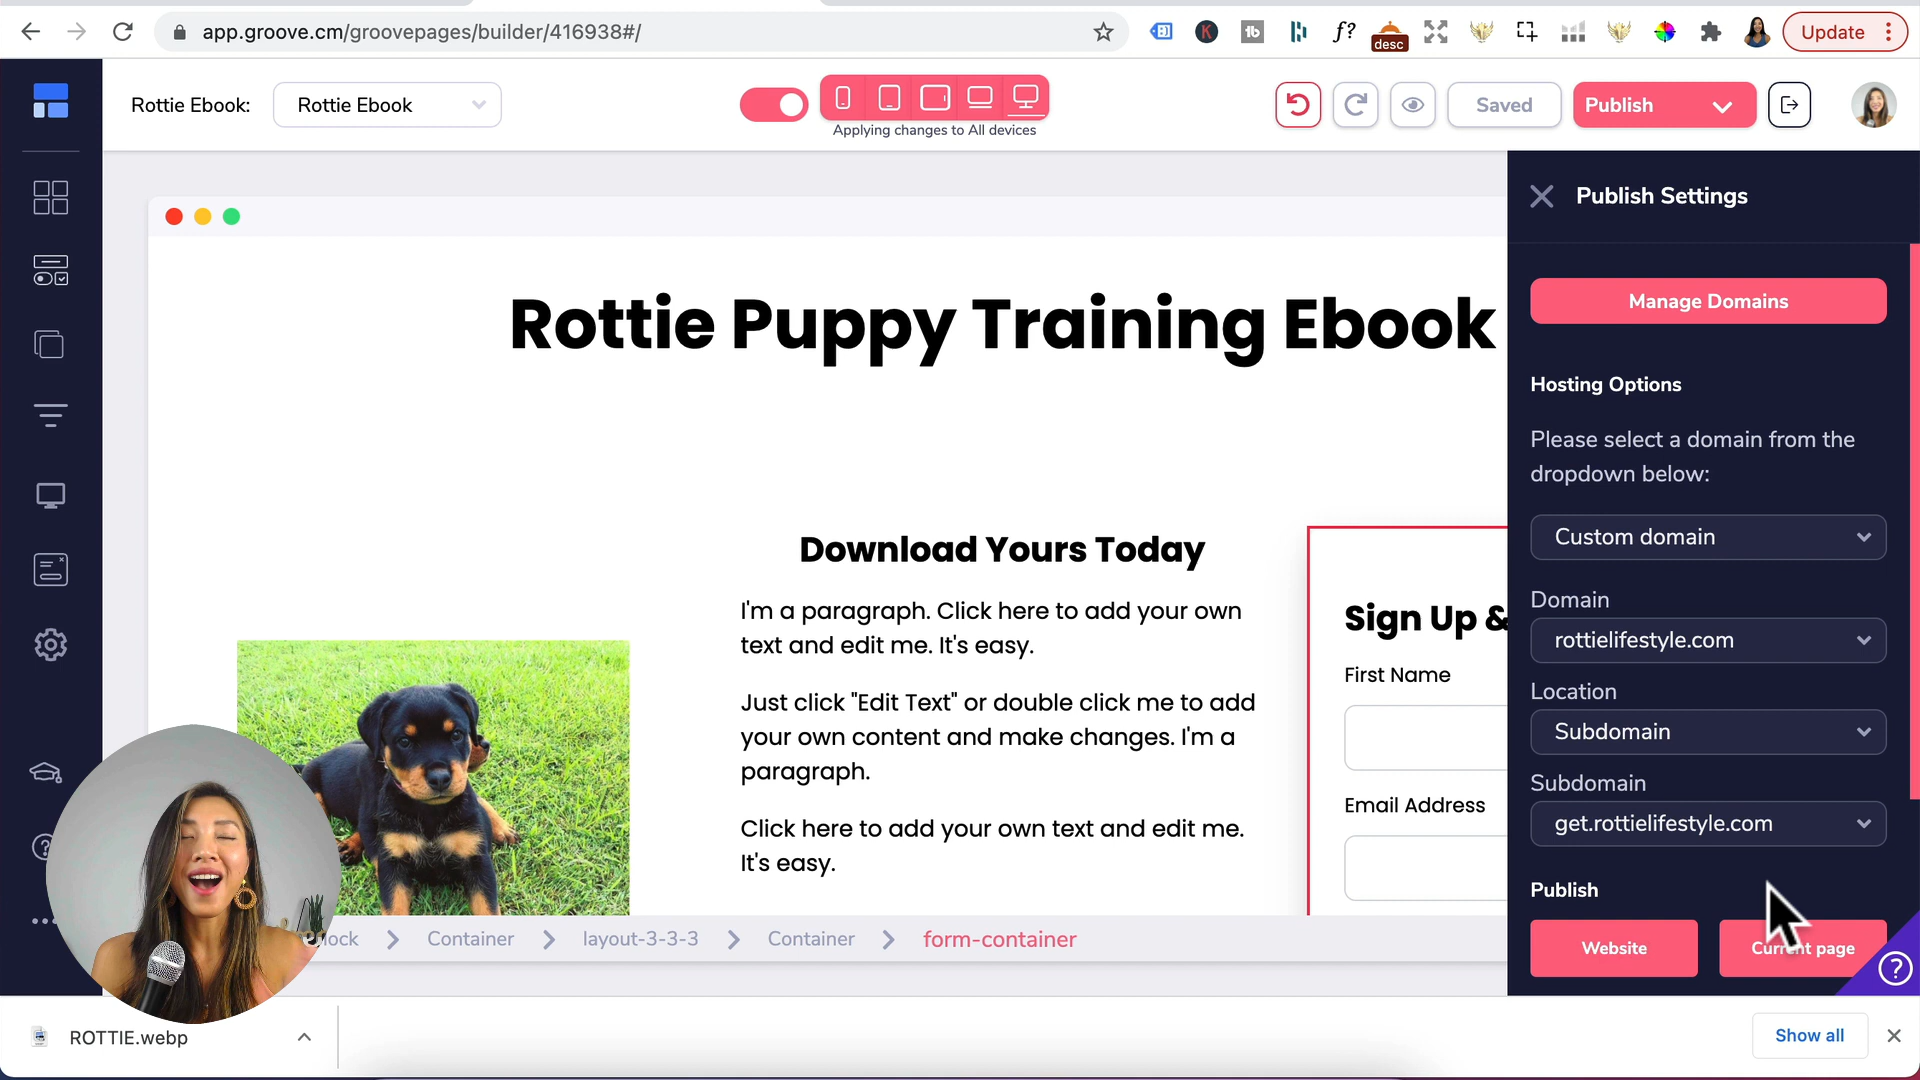 app.groove.cm/groovepages/builder/416938#/
f?
desc
Update
Rottie Ebook:
Rottie Ebook
Applying changes to All devices
Saved
Publish
Publish Settings
Manage Domains
Hosting Options
Please select a domain from the
dropdown below:
Custom domain
Domain
rottielifestyle.com
Location
Subdomain
Subdomain
get.rottielifestyle.com
Publish
Website
Current page
Rottie Puppy Training Ebook
Download Yours Today
I'm a paragraph. Click here to add your own
text and edit me. It's easy.
Just click "Edit Text" or double click me to add
your own content and make changes. I'm a
paragraph.
Click here to add your own text and edit me.
It's easy.
Sign Up &
First Name
Email Address
Container
layout-3-3-3
Container
form-container
ROTTIE.webp
Show all